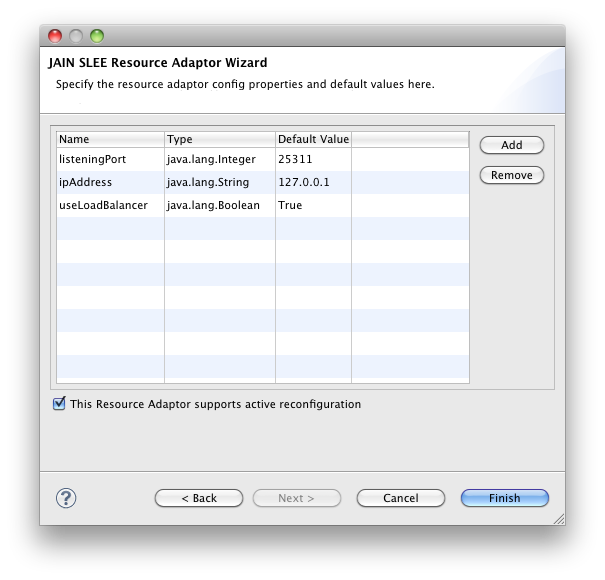 JAIN SLEE Resource Adaptor Wizard
Specify the resource adaptor config properties and default values here.
Name Type Default Value
listeningPort java.lang.Integer 25311
ipAddress java.lang.String 127.0.0.1
useLoadBalancer java.lang.Boolean True
Add
Remove
This Resource Adaptor supports active reconfiguration
? < Back Next > Cancel Finish